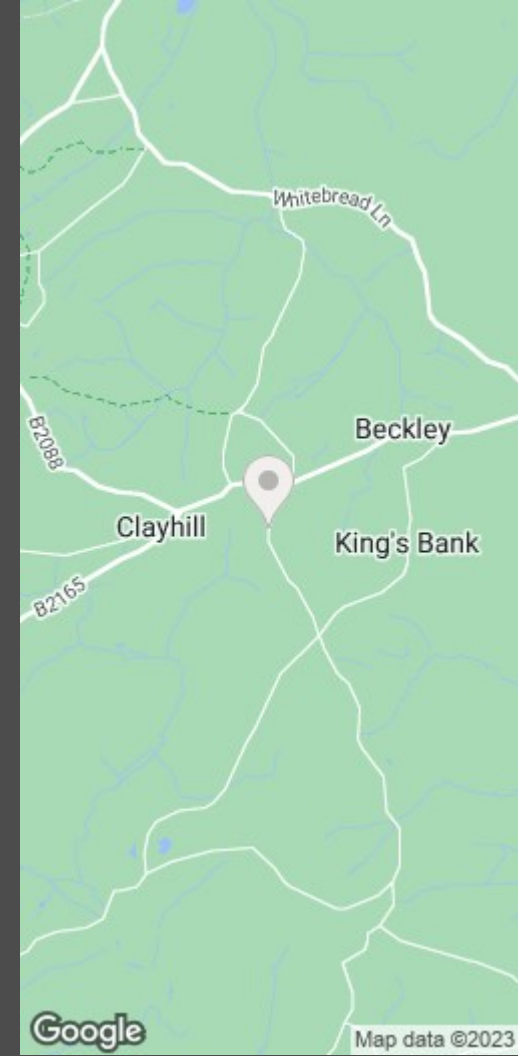 Whitebread Ln
Beckley
B2088
Clayhill
King's Bank
B2165
Google
Map data ©2023